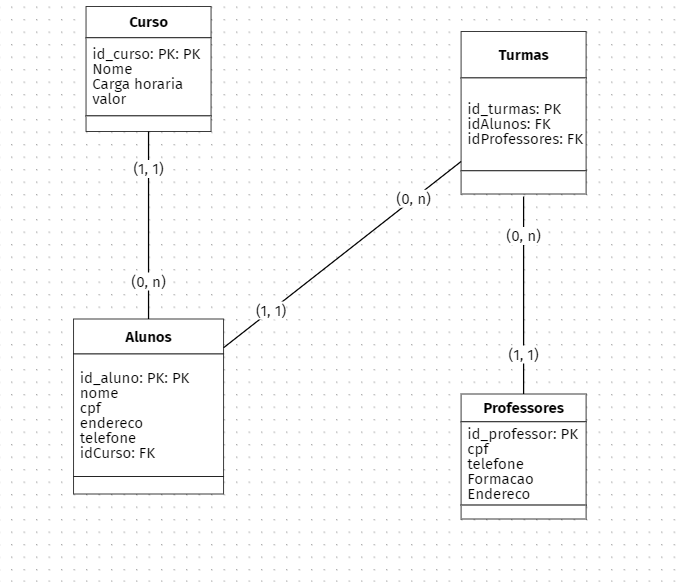 Curso
id_curso: PK: PK
Nome
Carga horaria
valor
(1, 1)
(0, n)
Alunos
id_aluno: PK: PK
nome
cpf
endereco
telefone
idCurso: FK
(1, 1)
(0, n)
Turmas
id_turmas: PK
idAlunos: FK
idProfessores: FK
(0, n)
(1, 1)
Professores
id_professor: PK
cpf
telefone
Formacao
Endereco